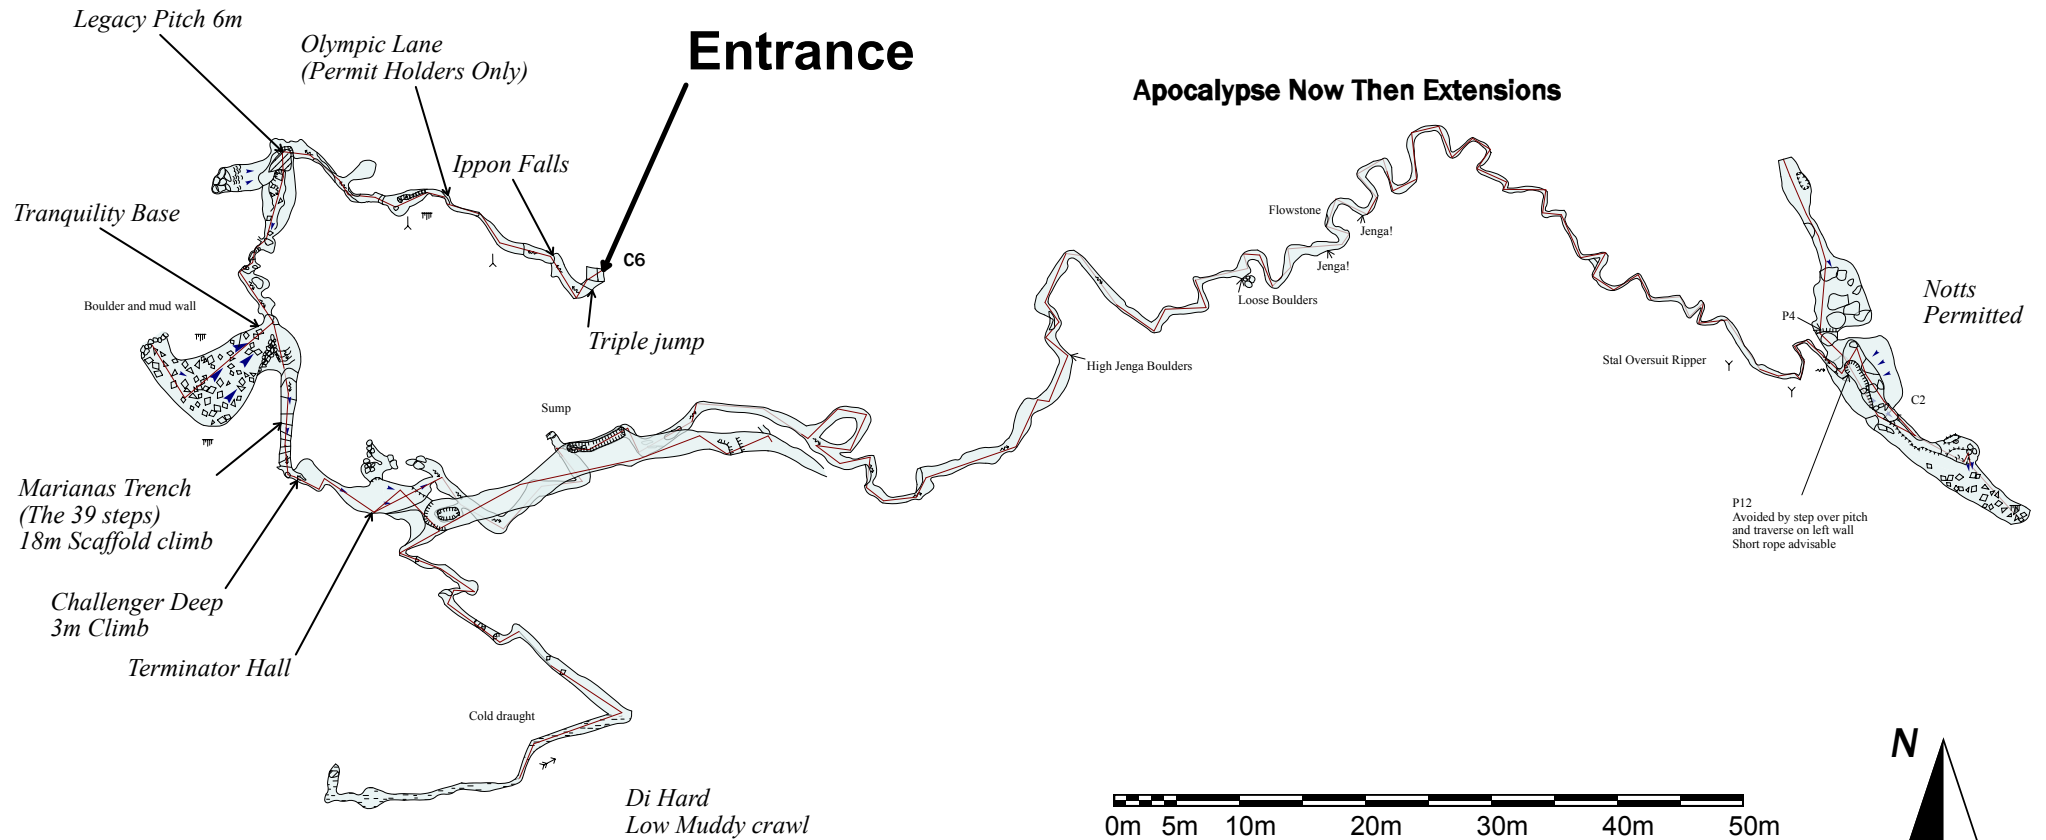 Legacy Pitch 6m
Olympic Lane
(Permit Holders Only)
Entrance
Apocalypse Now Then Extensions
Ippon Falls
Tranquility Base
C6
Flowstone
Jenga!
Jenga!
Loose Boulders
Boulder and mud wall
Triple jump
High Jenga Boulders
P4
Notts
Permitted
Stal Oversuit Ripper
C2
Sump
Marianas Trench
(The 39 steps)
18m Scaffold climb
P12
Avoided by step over pitch
and traverse on left wall
Short rope advisable
Challenger Deep
3m Climb
Terminator Hall
Cold draught
Di Hard
Low Muddy crawl
N
0m 5m 10m 20m 30m 40m 50m